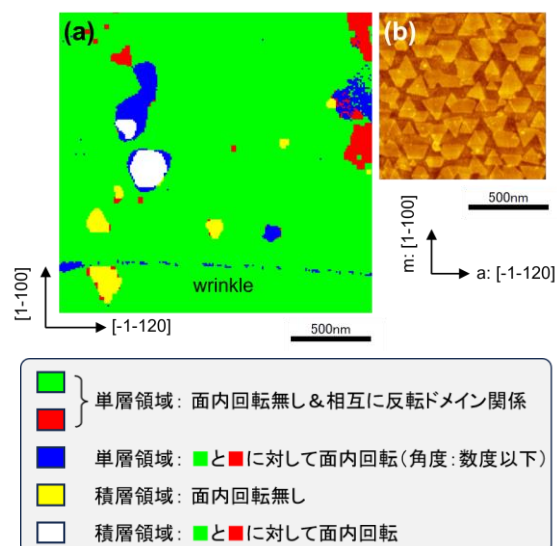 (a)
(b)
500nm
m: [1-100]
a: [-1-120]
wrinkle
[1-100]
[-1-120]
500nm
単層領域: 面内回転無し&相互に反転ドメイン関係
単層領域: ■と■に対して面内回転(角度:数度以下)
積層領域: 面内回転無し
積層領域: ■と■に対して面内回転